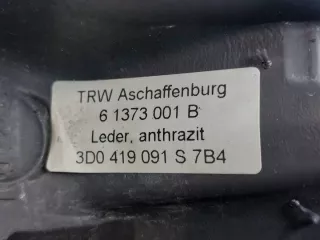 TRW Aschaffenburg
6 1373 001 B
Leder, anthrazit
3D0 419 091 S 7B4